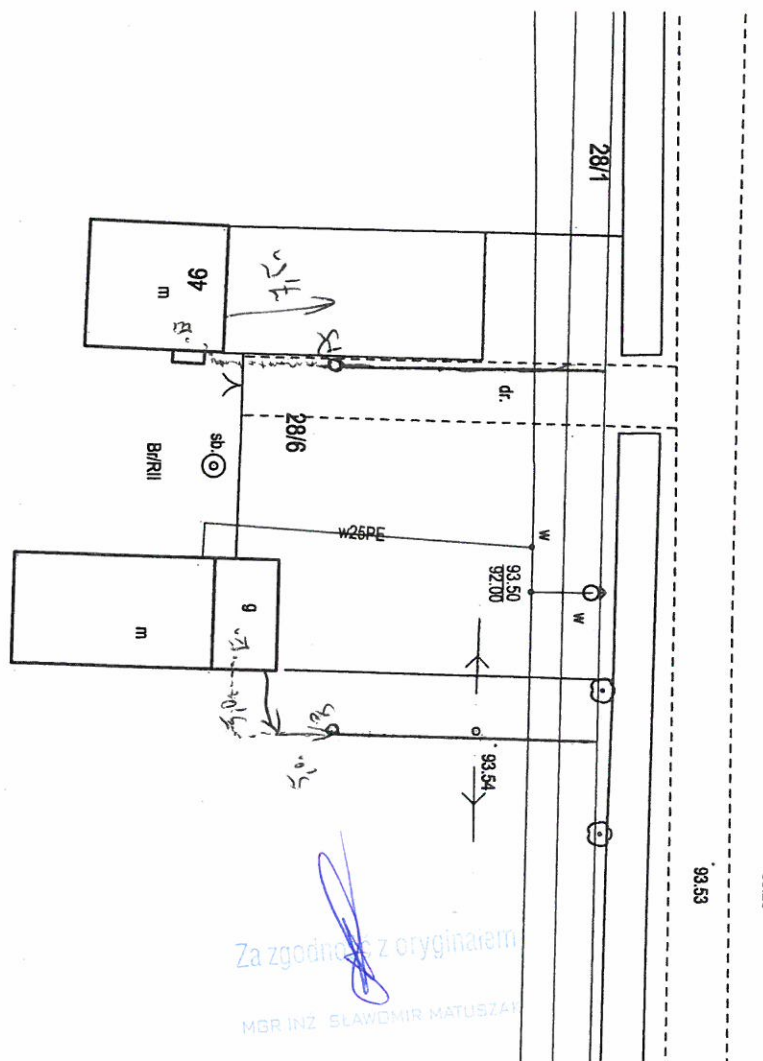 28/1
46
m
dr.
28/6
sb.
Br/RII
w25PE
w
93.50
92.00
w
g
m
93.54
93.53
Za zgodność z oryginałem
MGR INŻ SŁAWOMIR MATUSZAK